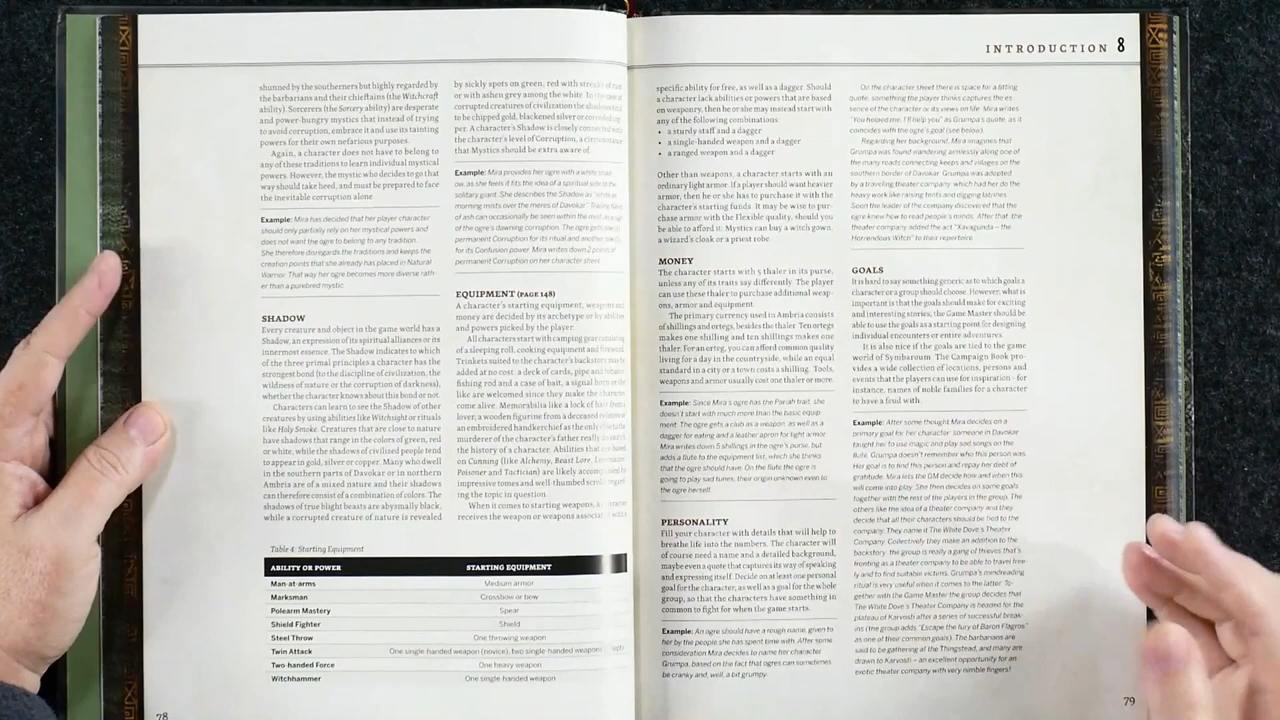 shunned by the southerners but highly regarded by
the barbarians and their chieftains (the Witchcraft
ability). Sorcerers (the Sorcery ability) are desperate
and power-hungry mystics that instead of trying
to avoid corruption, embrace it and use its tainting
powers for their own nefarious purposes.
Again, a character does not have to belong to
any of these traditions to learn individual mystical
powers. However, the mystic who decides to go that
way should take heed, and must be prepared to face
the inevitable corruption alone
Example: Mira has decided that her player character
should only partially rely on her mystical powers and
does not want the ogre to belong to any tradition.
She therefore disregards the traditions and keeps the
creation points that she has placed in Natural
Warrior. That way her ogre becomes more diverse rath-
er than a purebred mystic.
SHADOW
Every creature and object in the game world has a
Shadow, an expression of its spiritual alliances or its
innermost essence. The Shadow indicates to which
of the three primal principles a character has the
strongest bond (to the discipline of civilization, the
wildness of nature or the corruption of darkness),
whether the character knows about this bond or not.
Characters can learn to see the Shadow of other
creatures by using abilities like Witchsight or rituals
like Holy Smoke. Creatures that are close to nature
have shadows that range in the colors of green, red
or white, while the shadows of civilized people tend
to appear in gold, silver or copper. Many who dwell
in the southern parts of Davokar or in northern
Ambria are of a mixed nature and their shadows
can therefore consist of a combination of colors. The
shadows of true blight beasts are abysmally black,
while a corrupted creature of nature is revealed
by sickly spots on green, red with streaks of rust
or with ashen grey among the white. In the case of
corrupted creatures of civilization the shadows tend
to be chipped gold, blackened silver or corroded cop-
per. A character's Shadow is closely connected with
the character's level of Corruption, a circumstance
that Mystics should be extra aware of.
Example: Mira provides her ogre with a white shad-
ow, as she feels it fits the idea of a spiritual side to the
solitary giant. She describes the Shadow as "white as
morning mists over the meres of Davokar". Trailing
of ash can occasionally be seen within the mist, as a
of the ogre's dawning corruption. The ogre gets
permanent Corruption for its ritual and another
for its Confusion power. Mira writes down 2 points of
permanent Corruption on her character sheet.
EQUIPMENT (PAGE 148)
A character's starting equipment, weapons and
money are decided by its archetype or by abilities
and powers picked by the player.
All characters start with camping gear consisting
of a sleeping roll, cooking equipment and firewood.
Trinkets suited to the character's backstory may be
added at no cost: a deck of cards, pipe and tobacco,
fishing rod and a case of bait, a signal horn or the
like are welcomed since they make the character
come alive. Memorabilia like a lock of hair from a
lover, a wooden figurine from a deceased relative or
an embroidered handkerchief as the only clue to the
murderer of the character's father really do enrich
the history of a character. Abilities that are based
on Cunning (like Alchemy, Beast Lore, Loremaster,
Poisoner and Tactician) are likely accompanied by
impressive tomes and well-thumbed scrolls regard-
ing the topic in question.
When it comes to starting weapons, a character
receives the weapon or weapons associated with a
Table 4: Starting Equipment
ABILITY OR POWER STARTING EQUIPMENT
Man-at-arms Medium armor
Marksman Crossbow or bow
Polearm Mastery Spear
Shield Fighter Shield
Steel Throw One throwing weapon
Twin Attack One single handed weapon (novice), two single handed weapons
Two-handed Force One heavy weapon
Witchhammer One single handed weapon
78
INTRODUCTION 8
specific ability for free, as well as a dagger. Should
a character lack abilities or powers that are based
on weaponry, then he or she may instead start with
any of the following combinations:
• a sturdy staff and a dagger
• a single-handed weapon and a dagger
• a ranged weapon and a dagger
Other than weapons, a character starts with an
ordinary light armor. If a player should want heavier
armor, then he or she has to purchase it with the
character's starting funds. It may be wise to pur-
chase armor with the Flexible quality, should you
be able to afford it: Mystics can buy a witch gown,
a wizard's cloak or a priest robe.
MONEY
The character starts with 5 thaler in its purse,
unless any of its traits say differently. The player
can use these thaler to purchase additional weap-
ons, armor and equipment.
The primary currency used in Ambria consists
of shillings and ortegs, besides the thaler. Ten ortegs
makes one shilling and ten shillings makes one
thaler. For an orteg, you can afford common quality
living for a day in the countryside, while an equal
standard in a city or a town costs a shilling. Tools,
weapons and armor usually cost one thaler or more.
Example: Since Mira's ogre has the Pariah trait, she
doesn't start with much more than the basic equip-
ment. The ogre gets a club as a weapon, as well as a
dagger for eating and a leather apron for light armor.
Mira writes down 5 shillings in the ogre's purse, but
adds a flute to the equipment list, which she thinks
that the ogre should have. On the flute the ogre is
going to play sad tunes, their origin unknown even to
the ogre herself.
PERSONALITY
Fill your character with details that will help to
breathe life into the numbers. The character will
of course need a name and a detailed background,
maybe even a quote that captures its way of speaking
and expressing itself. Decide on at least one personal
goal for the character, as well as a goal for the whole
group, so that the characters have something in
common to fight for when the game starts.
Example: An ogre should have a rough name, given to
her by the people she has spent time with. After some
consideration Mira decides to name her character
Grumpa, based on the fact that ogres can sometimes
be cranky and, well, a bit grumpy.
On the character sheet there is space for a fitting
quote, something the player thinks captures the es-
sence of the character or its views on life. Mira writes
"You helped me, I'll help you" as Grumpa's quote, as it
coincides with the ogre's goal (see below).
Regarding her background, Mira imagines that
Grumpa was found wandering aimlessly along one of
the many roads connecting keeps and villages on the
southern border of Davokar. Grumpa was adopted
by a traveling theater company which had her do the
heavy work like raising tents and digging latrines.
Soon the leader of the company discovered that the
ogre knew how to read people's minds. After that, the
theater company added the act "Xavagunda – the
Horrendous Witch" to their repertoire.
GOALS
It is hard to say something generic as to which goals a
character or a group should choose. However, what is
important is that the goals should make for exciting
and interesting stories; the Game Master should be
able to use the goals as a starting point for designing
individual encounters or entire adventures.
It is also nice if the goals are tied to the game
world of Symbaroum. The Campaign Book pro-
vides a wide collection of locations, persons and
events that the players can use for inspiration – for
instance, names of noble families for a character
to have a feud with.
Example: After some thought Mira decides on a
primary goal for her character: someone in Davokar
taught her to use magic and play sad songs on the
flute. Grumpa doesn't remember who this person was.
Her goal is to find this person and repay her debt of
gratitude. Mira lets the GM decide how and when this
will come into play. She then decides on some goals
together with the rest of the players in the group. The
others like the idea of a theater company and they
decide that all their characters should be tied to the
company. They name it The White Dove's Theater
Company. Collectively they make an addition to the
backstory: the group is really a gang of thieves that's
fronting as a theater company to be able to travel free-
ly and to find suitable victims. Grumpa's mindreading
ritual is very useful when it comes to the latter. To-
gether with the Game Master the group decides that
The White Dove's Theater Company is headed for the
plateau of Karvosti after a series of successful break-
ins (the group adds "Escape the fury of Baron Flagros"
as one of their common goals). The barbarians are
said to be gathering at the Thingstead, and many are
drawn to Karvosti – an excellent opportunity for an
exotic theater company with very nimble fingers!
79